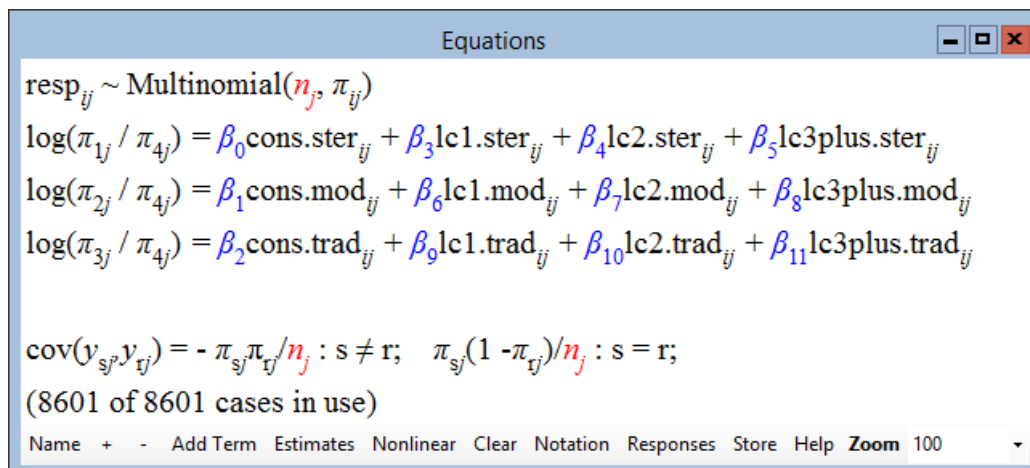 Equations
resp_ij ~ Multinomial(n_j, π_ij)
log(π_1j / π_4j) = β_0cons.ster_ij + β_3lc1.ster_ij + β_4lc2.ster_ij + β_5lc3plus.ster_ij
log(π_2j / π_4j) = β_1cons.mod_ij + β_6lc1.mod_ij + β_7lc2.mod_ij + β_8lc3plus.mod_ij
log(π_3j / π_4j) = β_2cons.trad_ij + β_9lc1.trad_ij + β_10lc2.trad_ij + β_11lc3plus.trad_ij
cov(y_sj,y_rj) = - π_sjπ_rj/n_j : s ≠ r; π_sj(1 -π_rj)/n_j : s = r;
(8601 of 8601 cases in use)
Name + - Add Term Estimates Nonlinear Clear Notation Responses Store Help Zoom 100